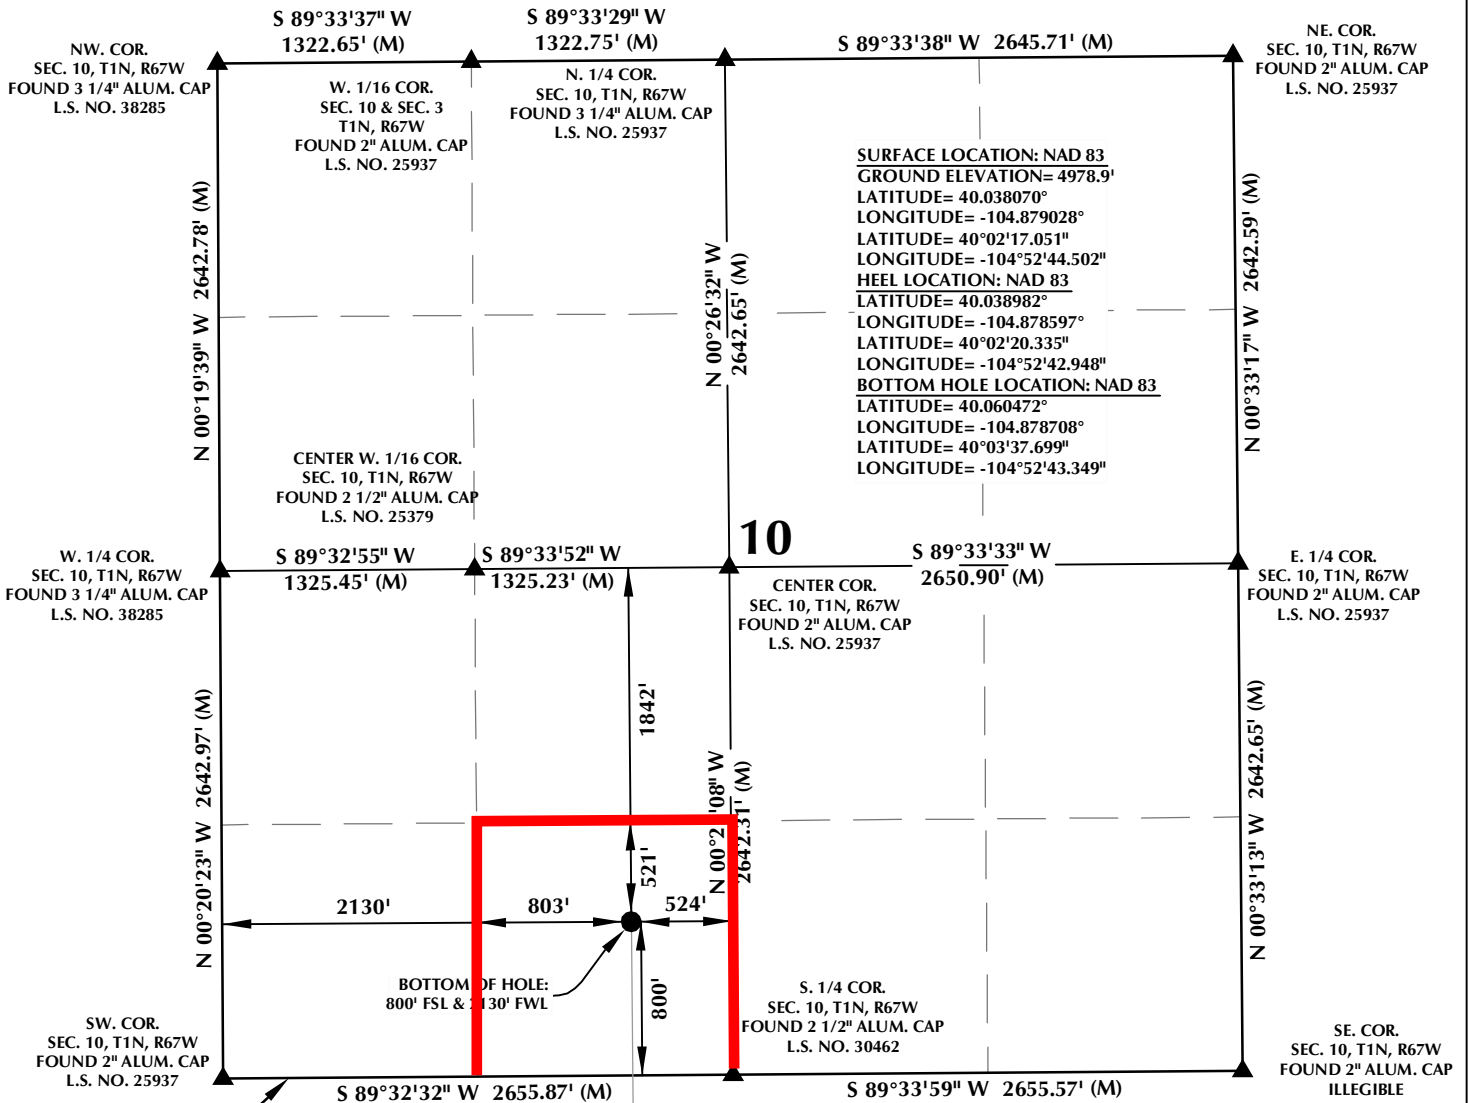 S 89°33'37" W
1322.65' (M)
S 89°33'29" W
1322.75' (M)
S 89°33'38" W 2645.71' (M)
NW. COR.
SEC. 10, T1N, R67W
FOUND 3 1/4" ALUM. CAP
L.S. NO. 38285
W. 1/16 COR.
SEC. 10 & SEC. 3
T1N, R67W
FOUND 2" ALUM. CAP
L.S. NO. 25937
N. 1/4 COR.
SEC. 10, T1N, R67W
FOUND 3 1/4" ALUM. CAP
L.S. NO. 25937
NE. COR.
SEC. 10, T1N, R67W
FOUND 2" ALUM. CAP
L.S. NO. 25937
SURFACE LOCATION: NAD 83
GROUND ELEVATION= 4978.9'
LATITUDE= 40.038070°
LONGITUDE= -104.879028°
LATITUDE= 40°02'17.051"
LONGITUDE= -104°52'44.502"
HEEL LOCATION: NAD 83
LATITUDE= 40.038982°
LONGITUDE= -104.878597°
LATITUDE= 40°02'20.335"
LONGITUDE= -104°52'42.948"
BOTTOM HOLE LOCATION: NAD 83
LATITUDE= 40.060472°
LONGITUDE= -104.878708°
LATITUDE= 40°03'37.699"
LONGITUDE= -104°52'43.349"
N 00°19'39" W 2642.78' (M)
N 00°26'32" W
2642.65' (M)
N 00°33'17" W 2642.59' (M)
CENTER W. 1/16 COR.
SEC. 10, T1N, R67W
FOUND 2 1/2" ALUM. CAP
L.S. NO. 25379
10
W. 1/4 COR.
SEC. 10, T1N, R67W
FOUND 3 1/4" ALUM. CAP
L.S. NO. 38285
S 89°32'55" W
1325.45' (M)
S 89°33'52" W
1325.23' (M)
S 89°33'33" W
2650.90' (M)
CENTER COR.
SEC. 10, T1N, R67W
FOUND 2" ALUM. CAP
L.S. NO. 25937
E. 1/4 COR.
SEC. 10, T1N, R67W
FOUND 2" ALUM. CAP
L.S. NO. 25937
N 00°20'23" W 2642.97' (M)
1842'
N 00°2 '08" W
2642.31' (M)
N 00°33'13" W 2642.65' (M)
521'
2130'
803'
524'
800'
BOTTOM OF HOLE:
800' FSL & 2130' FWL
SW. COR.
SEC. 10, T1N, R67W
FOUND 2" ALUM. CAP
L.S. NO. 25937
S. 1/4 COR.
SEC. 10, T1N, R67W
FOUND 2 1/2" ALUM. CAP
L.S. NO. 30462
SE. COR.
SEC. 10, T1N, R67W
FOUND 2" ALUM. CAP
ILLEGIBLE
S 89°32'32" W 2655.87' (M)
S 89°33'59" W 2655.57' (M)